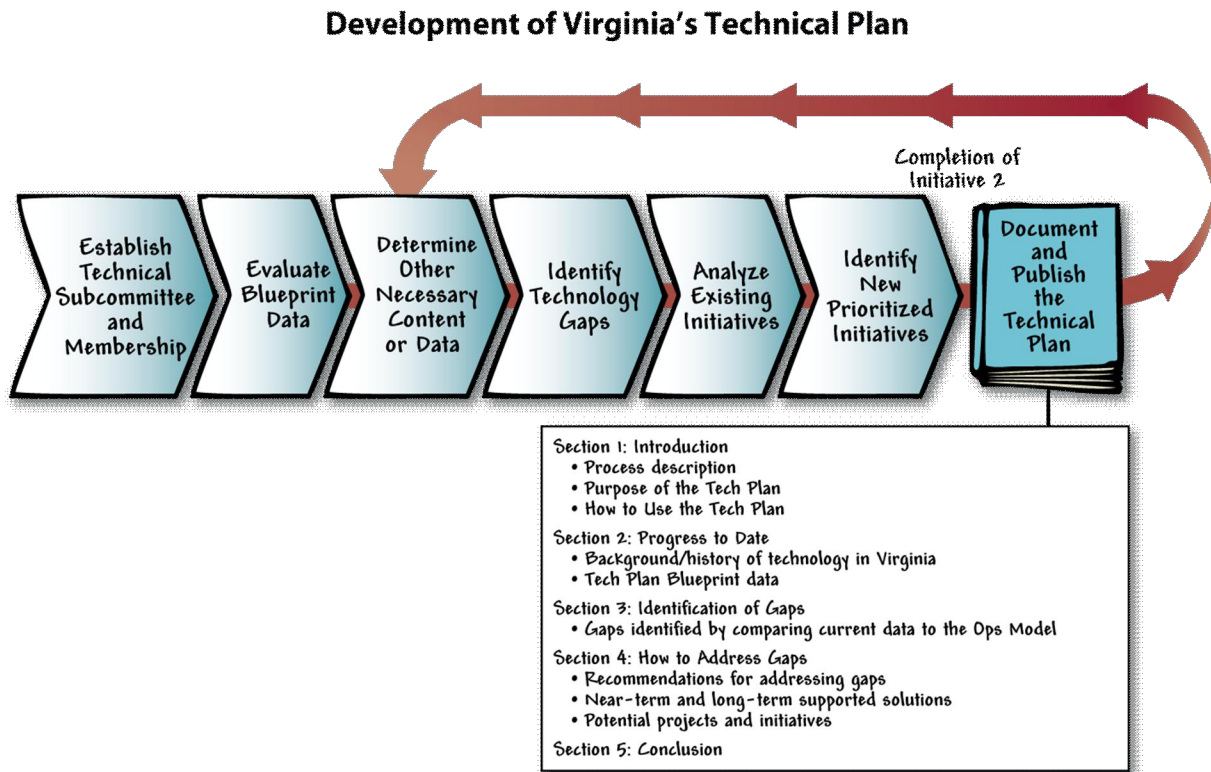 Development of Virginia's Technical Plan
Completion of
Initiative 2
Establish
Technical
Subcommittee
and
Membership
Evaluate
Blueprint
Data
Determine
Other
Necessary
Content
or Data
Identify
Technology
Gaps
Analyze
Existing
Initiatives
Identify
New
Prioritized
Initiatives
Document
and
Publish
the
Technical
Plan
Section 1: Introduction
• Process description
• Purpose of the Tech Plan
• How to Use the Tech Plan
Section 2: Progress to Date
• Background/history of technology in Virginia
• Tech Plan Blueprint data
Section 3: Identification of Gaps
• Gaps identified by comparing current data to the Ops Model
Section 4: How to Address Gaps
• Recommendations for addressing gaps
• Near-term and long-term supported solutions
• Potential projects and initiatives
Section 5: Conclusion